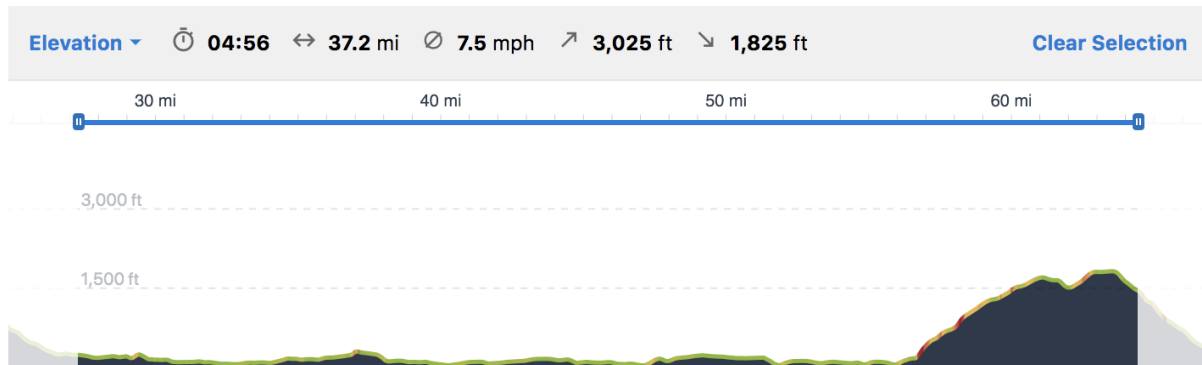 Elevation 04:56 37.2 mi 7.5 mph 3,025 ft 1,825 ft Clear Selection
30 mi 40 mi 50 mi 60 mi
3,000 ft
1,500 ft